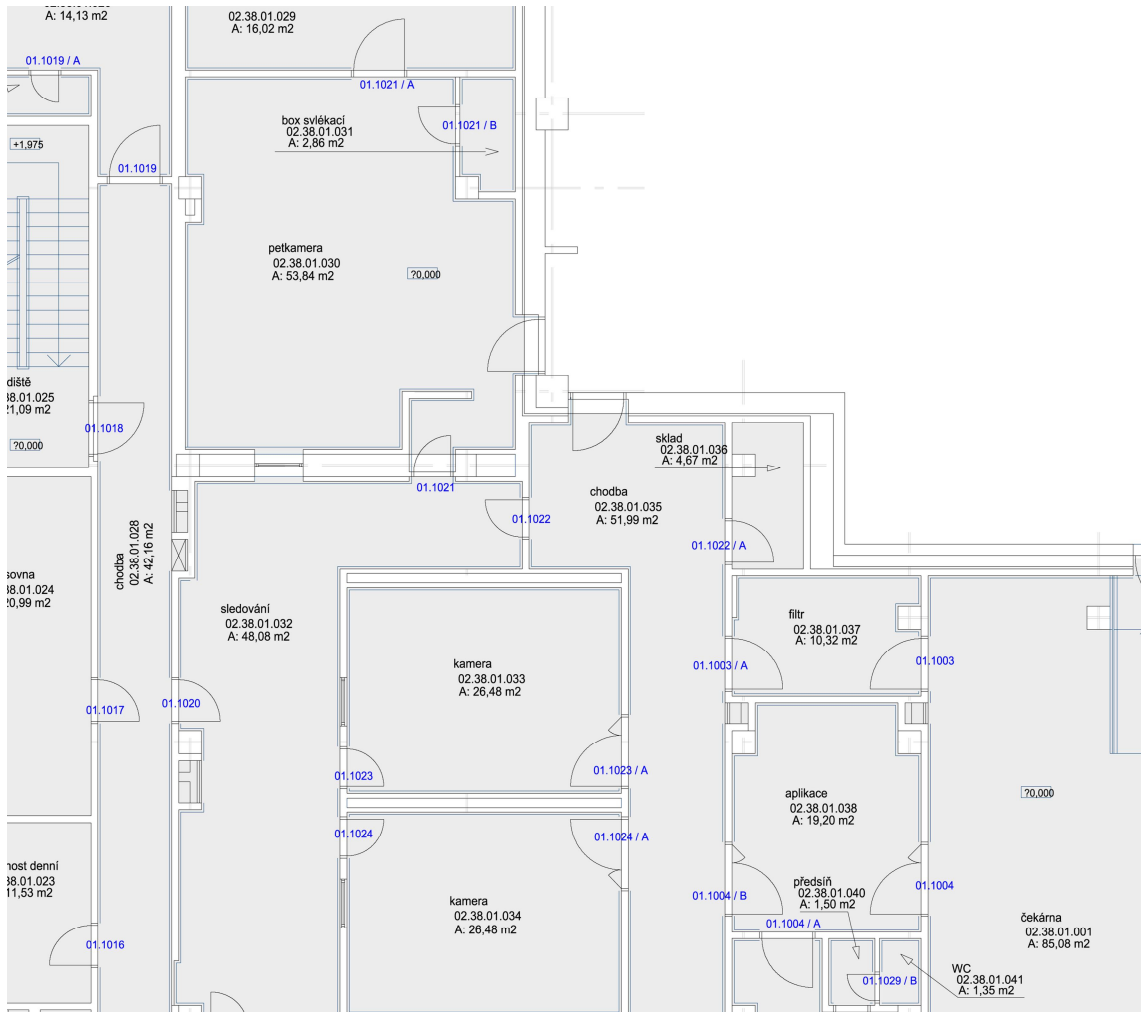 A: 14,13 m2
02.38.01.029
A: 16,02 m2
01.1019 / A
01.1021 / A
box svlékací
02.38.01.031
A: 2,86 m2
01.1021 / B
+1,975
01.1019
petkamera
02.38.01.030
A: 53,84 m2
?0,000
diště
38.01.025
21,09 m2
01.1018
?0,000
sklad
02.38.01.036
A: 4,67 m2
01.1021
chodba
02.38.01.035
A: 51,99 m2
01.1022
01.1022 / A
chodba
02.38.01.028
A: 42,16 m2
sovna
38.01.024
20,99 m2
sledování
02.38.01.032
A: 48,08 m2
filtr
02.38.01.037
A: 10,32 m2
kamera
02.38.01.033
A: 26,48 m2
01.1003 / A
01.1003
01.1017
01.1020
01.1023
01.1023 / A
aplikace
02.38.01.038
A: 19,20 m2
?0,000
01.1024
01.1024 / A
nost denní
38.01.023
11,53 m2
kamera
02.38.01.034
A: 26,48 m2
předsíň
02.38.01.040
A: 1,50 m2
01.1004 / B
01.1004
01.1004 / A
čekárna
02.38.01.001
A: 85,08 m2
01.1016
WC
02.38.01.041
A: 1,35 m2
01.1029 / B